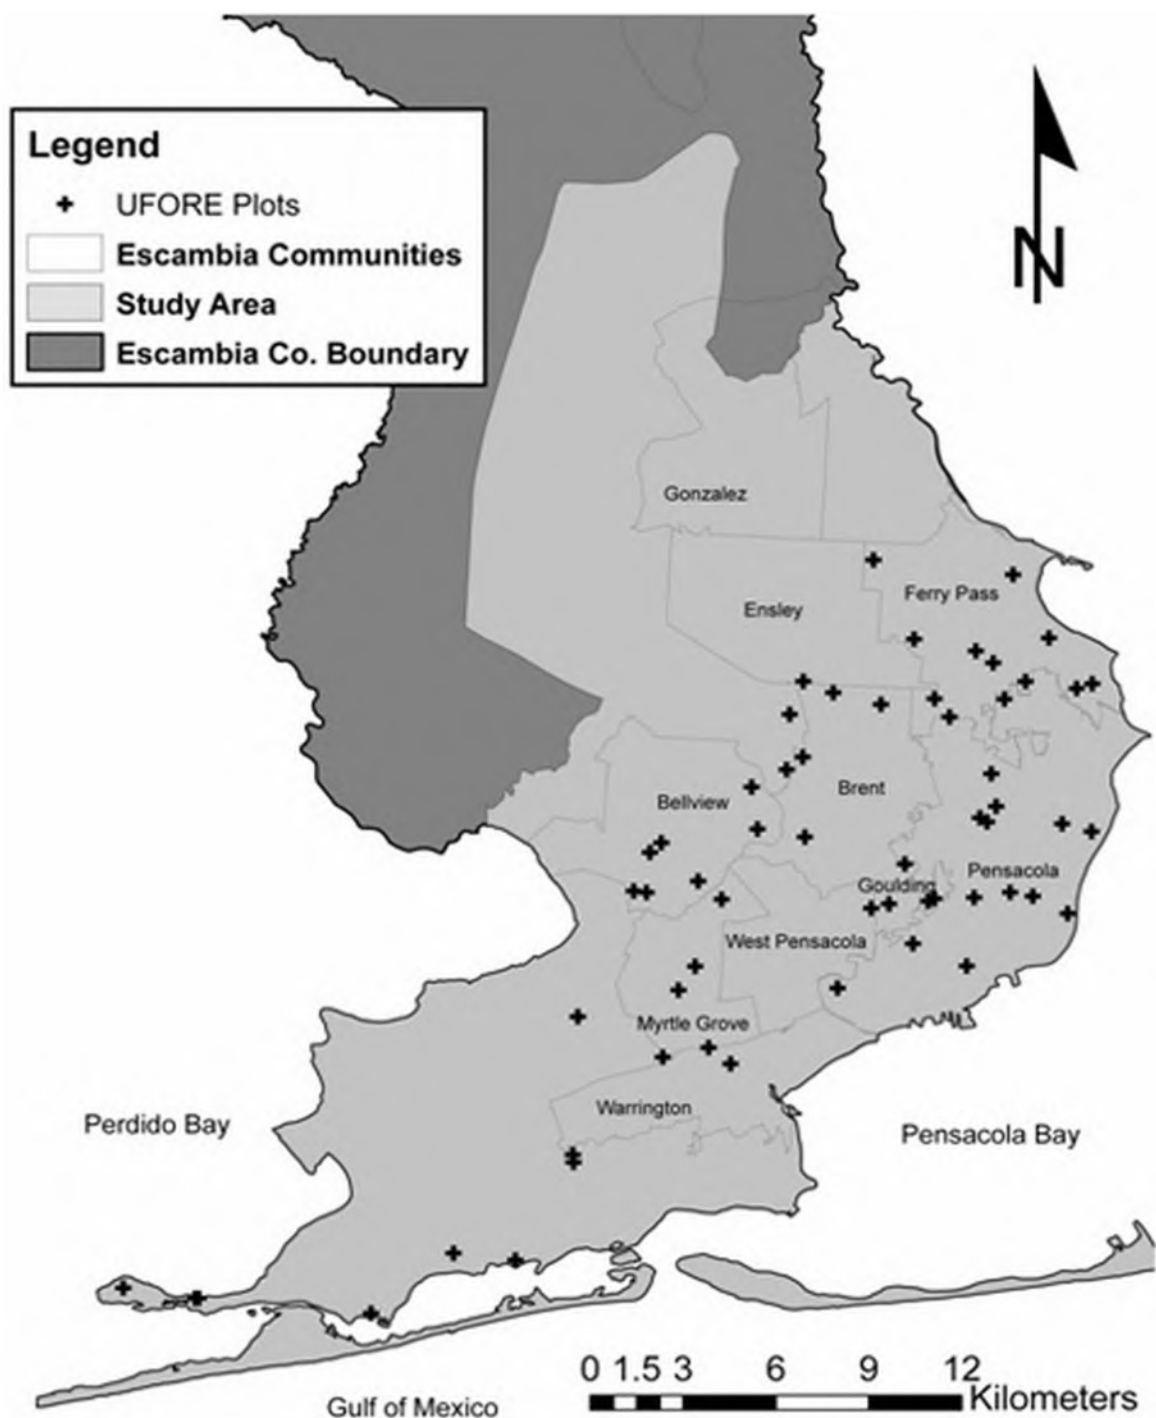 Legend
UFORE Plots
Escambia Communities
Study Area
Escambia Co. Boundary
N
Gonzalez
Ferry Pass
Ensley
Brent
Bellview
Pensacola
Goulding
West Pensacola
Myrtle Grove
Warrington
Perdido Bay
Pensacola Bay
0 1.5 3 6 9 12
Kilometers
Gulf of Mexico